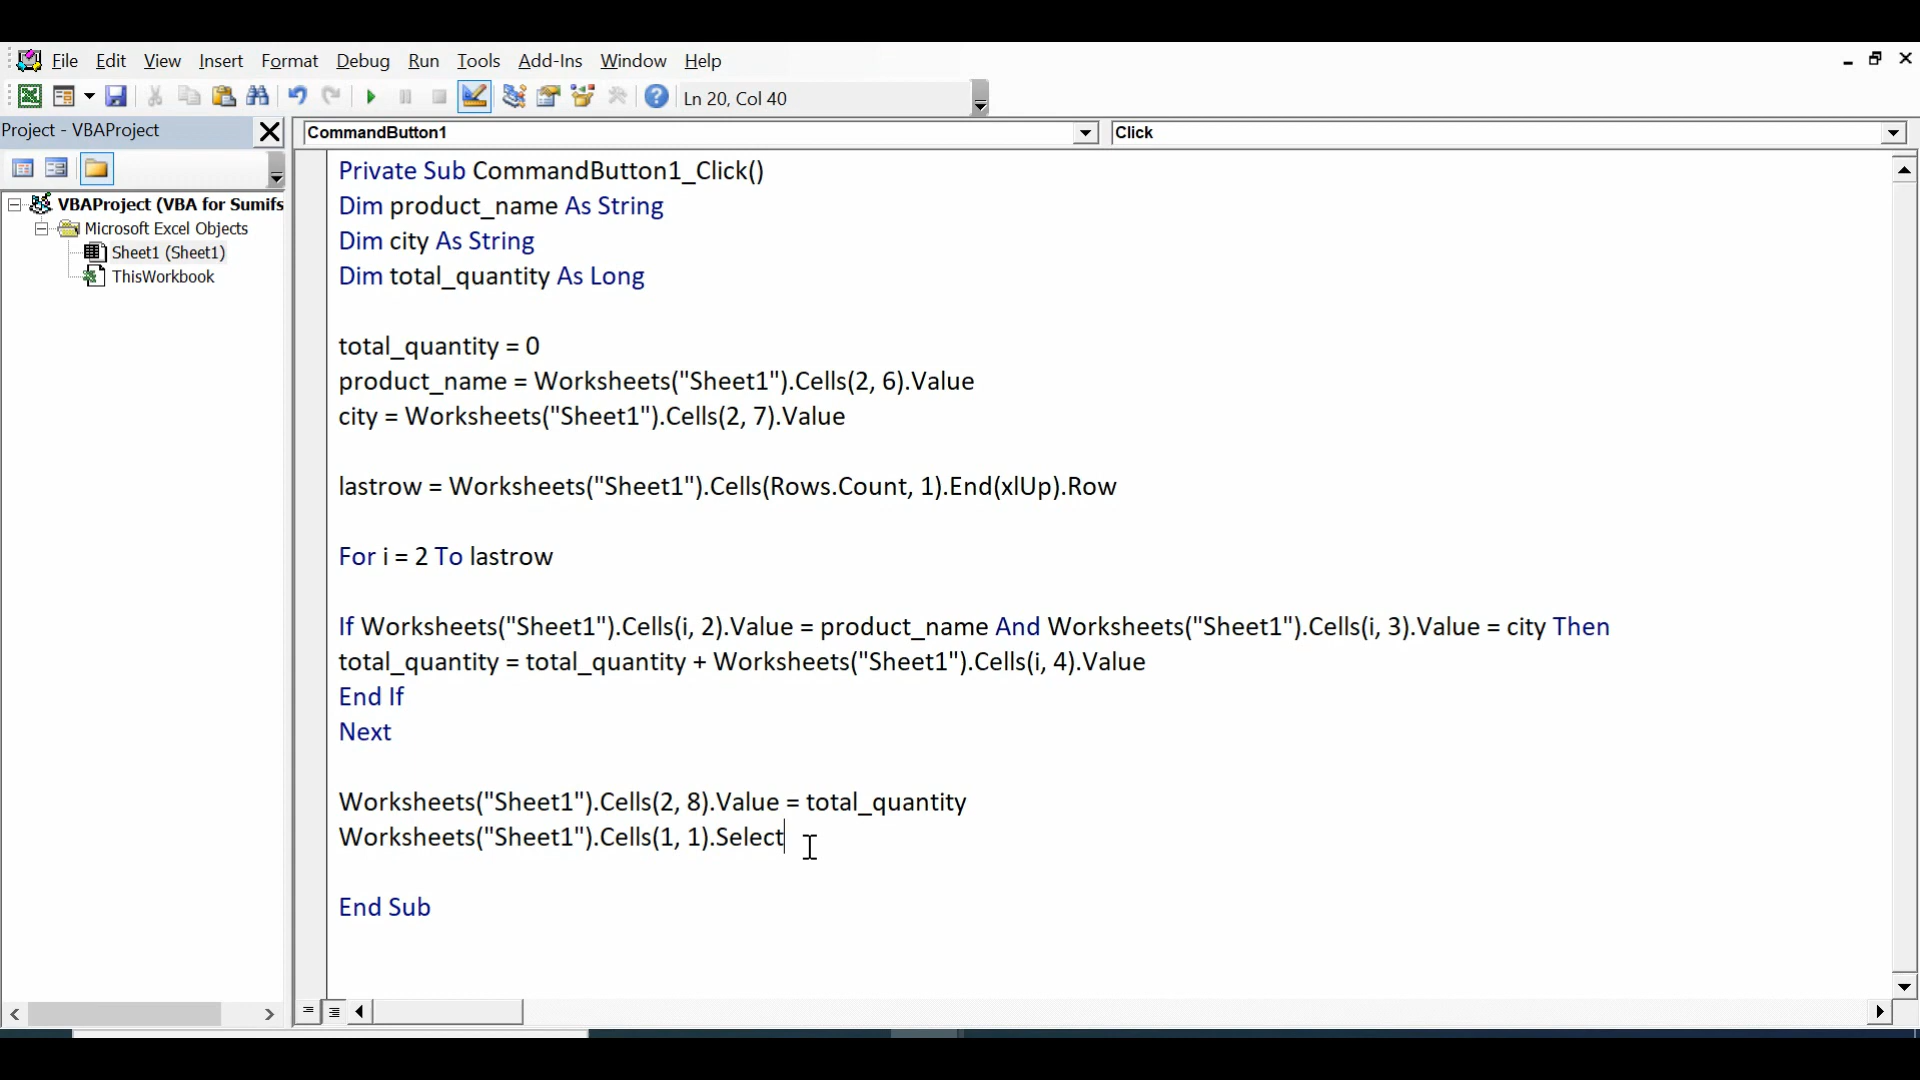 File Edit View Insert Format Debug Run Tools Add-Ins Window Help
Ln 20, Col 40
Project - VBAProject
CommandButton1
Click
VBAProject (VBA for Sumifs
Microsoft Excel Objects
Sheet1 (Sheet1)
ThisWorkbook
Private Sub CommandButton1_Click()
Dim product_name As String
Dim city As String
Dim total_quantity As Long
total_quantity = 0
product_name = Worksheets("Sheet1").Cells(2, 6).Value
city = Worksheets("Sheet1").Cells(2, 7).Value
lastrow = Worksheets("Sheet1").Cells(Rows.Count, 1).End(xlUp).Row
For i = 2 To lastrow
If Worksheets("Sheet1").Cells(i, 2).Value = product_name And Worksheets("Sheet1").Cells(i, 3).Value = city Then
total_quantity = total_quantity + Worksheets("Sheet1").Cells(i, 4).Value
End If
Next
Worksheets("Sheet1").Cells(2, 8).Value = total_quantity
Worksheets("Sheet1").Cells(1, 1).Select
End Sub